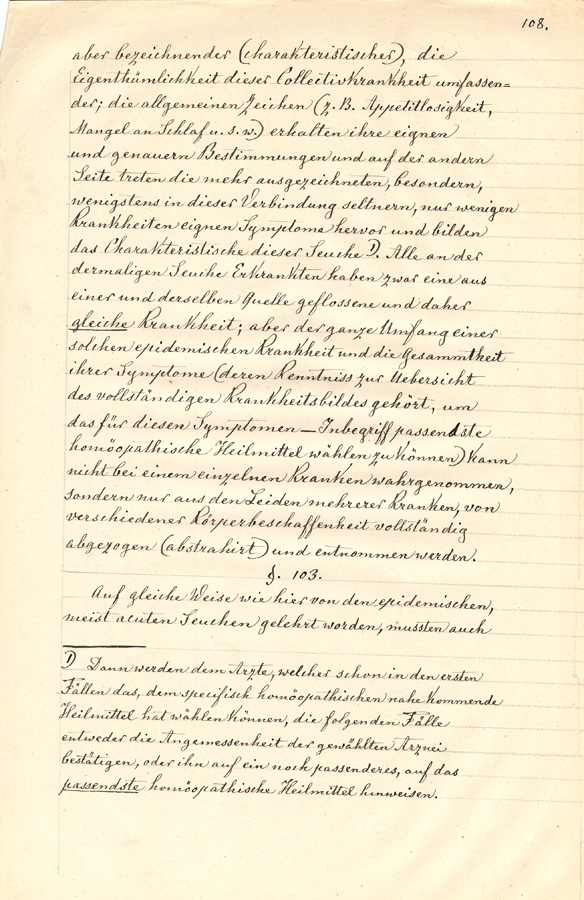 108.
aber bezeichnender (charakteristischer), die
Eigenthümlichkeit dieser Collectivkrankheit umfassen=
der; die allgemeinen Zeichen (z. B. Appetitlosigkeit,
Mangel an Schlaf u. s. w.) erhalten ihre eignen
und genauern Bestimmungen und auf der andern
Seite treten die mehr ausgezeichneten, besondern,
wenigstens in dieser Verbindung seltnern, nur wenigen
Krankheiten eignen Symptome hervor und bilden
das Charakteristische dieser Seuche 1). Alle an der
dermaligen Seuche Erkrankten haben zwar eine aus
einer und derselben Quelle geflossene und daher
gleiche Krankheit; aber der ganze Umfang einer
solchen epidemischen Krankheit und die Gesammtheit
ihrer Symptome (deren Kenntniss zur Uebersicht
des vollständigen Krankheitsbildes gehört, um
das für diesen Symptomen – Inbegriff passendste
homöopathische Heilmittel wählen zu können) kann
nicht bei einem einzelnen Kranken wahrgenommen,
sondern nur aus den Leiden mehrerer Kranken, von
verschiedener Körperbeschaffenheit vollständig
abgezogen (abstrahirt) und entnommen werden.
§. 103.
Auf gleiche Weise wie hier von den epidemischen,
meist acuten Seuchen gelehrt worden, mussten auch
1) Dann werden dem Arzte, welcher schon in den ersten
Fällen das, dem specifisch homöopathischen nahe kommende
Heilmittel hat wählen können, die folgenden Fälle
entweder die Angemessenheit der gewählten Arznei
bestätigen, oder ihn auf ein noch passenderes, auf das
passendste homöopathische Heilmittel hinweisen.